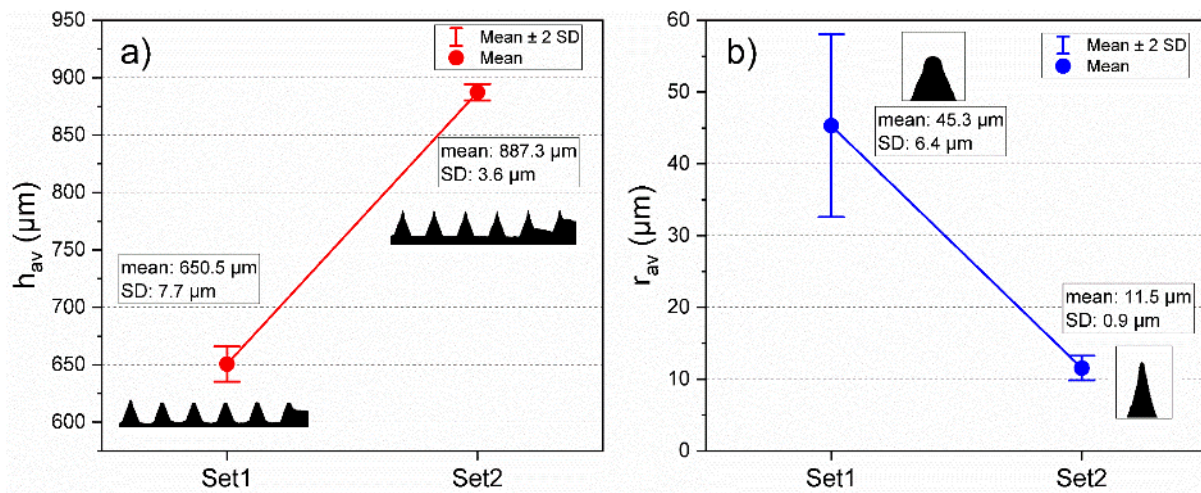 a)
Mean ± 2 SD
Mean
mean: 887.3 µm
SD: 3.6 µm
mean: 650.5 µm
SD: 7.7 µm
h_av (µm)
950
900
850
800
750
700
650
600
Set1
Set2
b)
Mean ± 2 SD
Mean
mean: 45.3 µm
SD: 6.4 µm
mean: 11.5 µm
SD: 0.9 µm
r_av (µm)
60
50
40
30
20
10
0
Set1
Set2